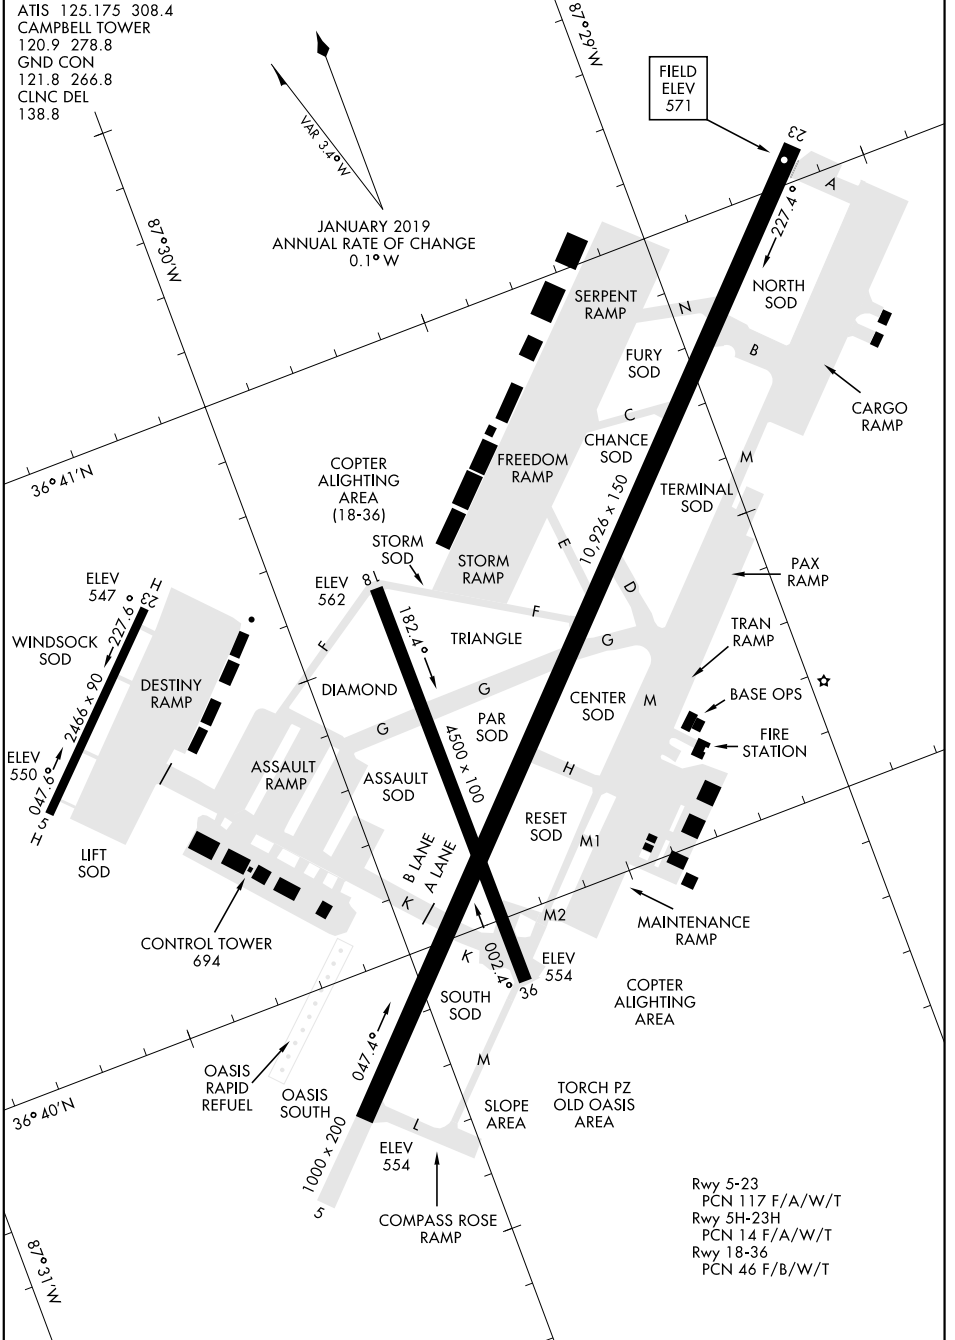 ATIS 125.175 308.4
CAMPBELL TOWER
120.9 278.8
GND CON
121.8 266.8
CLNC DEL
138.8
87°29'W
FIELD
ELEV
571
VAR 3.4° W
JANUARY 2019
ANNUAL RATE OF CHANGE
0.1° W
87°30'W
23
A
227.4°
NORTH
SOD
SERPENT
RAMP
N
B
FURY
SOD
CARGO
RAMP
C
CHANCE
SOD
M
FREEDOM
RAMP
COPTER
ALIGHTING
AREA
(18-36)
36°41'N
10,926 x 150
TERMINAL
SOD
STORM
SOD
STORM
RAMP
E
D
PAX
RAMP
ELEV
547
H
23
227.6°
ELEV
562
18
182.4°
F
F
TRIANGLE
G
TRAN
RAMP
WINDSOCK
SOD
2466 x 90
DESTINY
RAMP
DIAMOND
G
G
PAR
SOD
CENTER
SOD
M
BASE OPS
FIRE
STATION
ELEV
550
047.6°
5
H
ASSAULT
RAMP
ASSAULT
SOD
4500 x 100
H
RESET
SOD
M1
LIFT
SOD
B LANE
A LANE
K
M2
MAINTENANCE
RAMP
CONTROL TOWER
694
K
002.4°
36
ELEV
554
SOUTH
SOD
COPTER
ALIGHTING
AREA
047.4°
M
OASIS
RAPID
REFUEL
OASIS
SOUTH
SLOPE
AREA
TORCH PZ
OLD OASIS
AREA
36°40'N
L
1000 x 200
ELEV
554
5
COMPASS ROSE
RAMP
87°31'W
Rwy 5-23
PCN 117 F/A/W/T
Rwy 5H-23H
PCN 14 F/A/W/T
Rwy 18-36
PCN 46 F/B/W/T